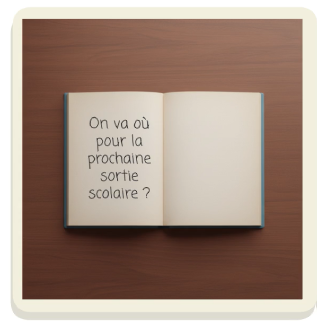 On va où
pour la
prochaine
sortie
scolaire ?